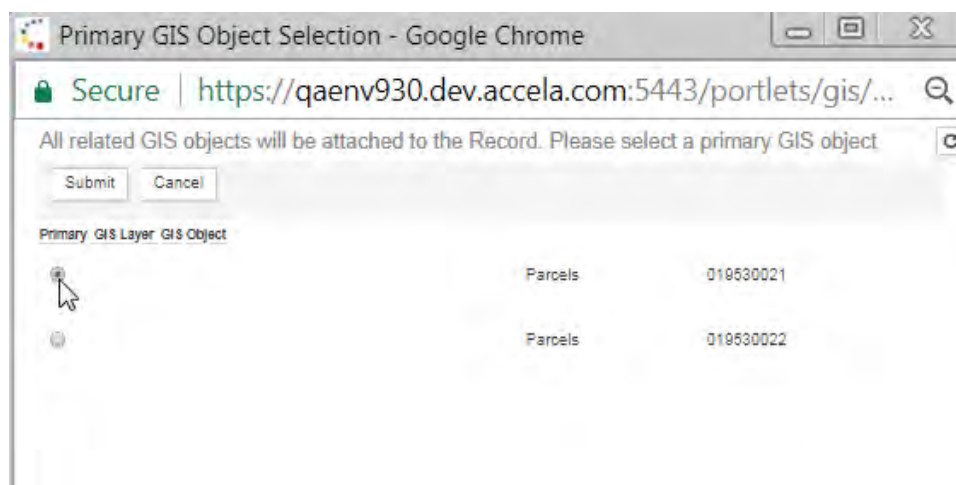 Primary GIS Object Selection - Google Chrome
Secure | https://qaenv930.dev.accela.com:5443/portlets/gis/...
All related GIS objects will be attached to the Record. Please select a primary GIS object
Submit Cancel
Primary GIS Layer GIS Object
Parcels 019530021
Parcels 019530022